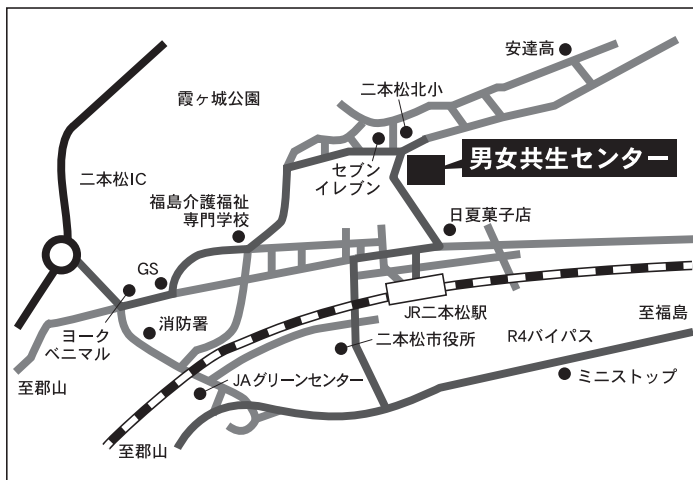 安達高
二本松北小
霞ヶ城公園
男女共生センター
セブン
イレブン
二本松IC
福島介護福祉
専門学校
日夏菓子店
GS
JR二本松駅
至福島
消防署
ヨーク
ベニマル
二本松市役所
R4バイパス
至郡山
JAグリーンセンター
ミニストップ
至郡山